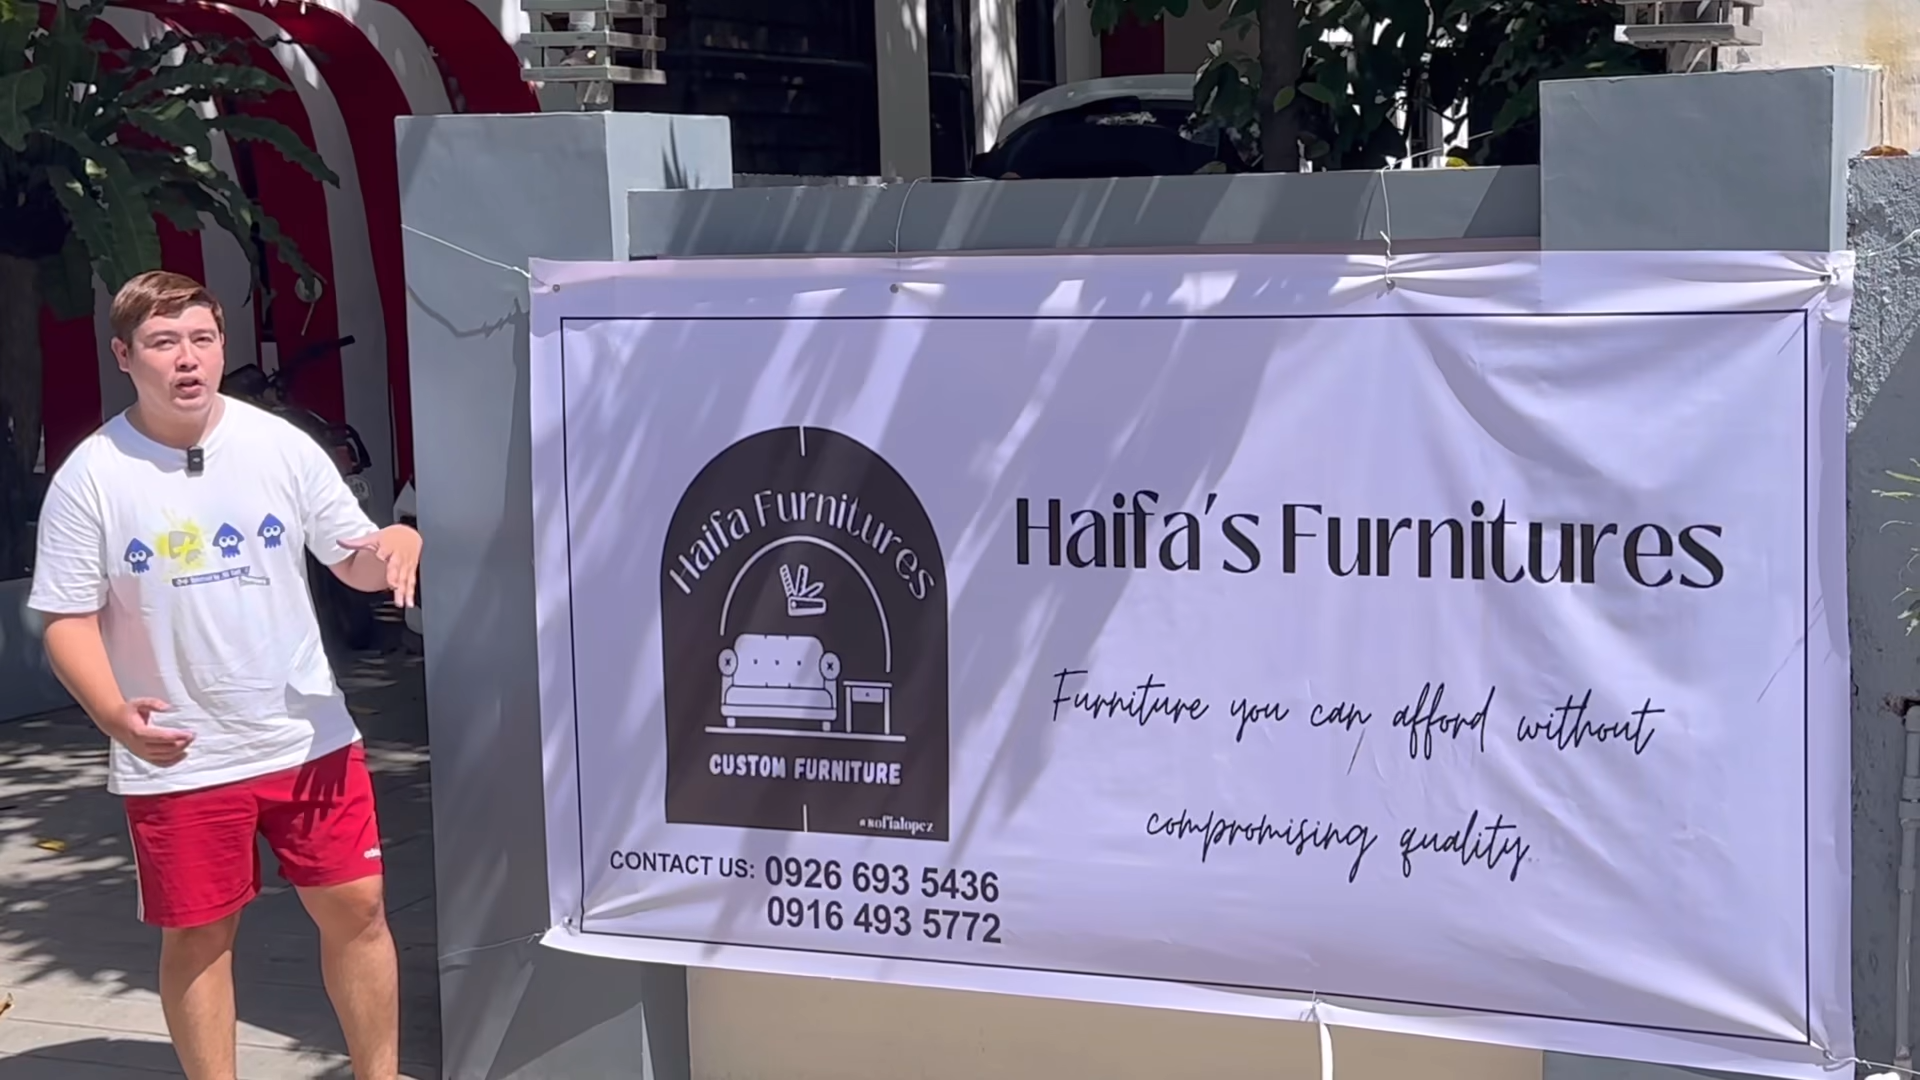 Haifa Furnitures
CUSTOM FURNITURE
Haifa's Furnitures
Furniture you can afford without
compromising quality.
CONTACT US: 0926 693 5436
0916 493 5772
adidas